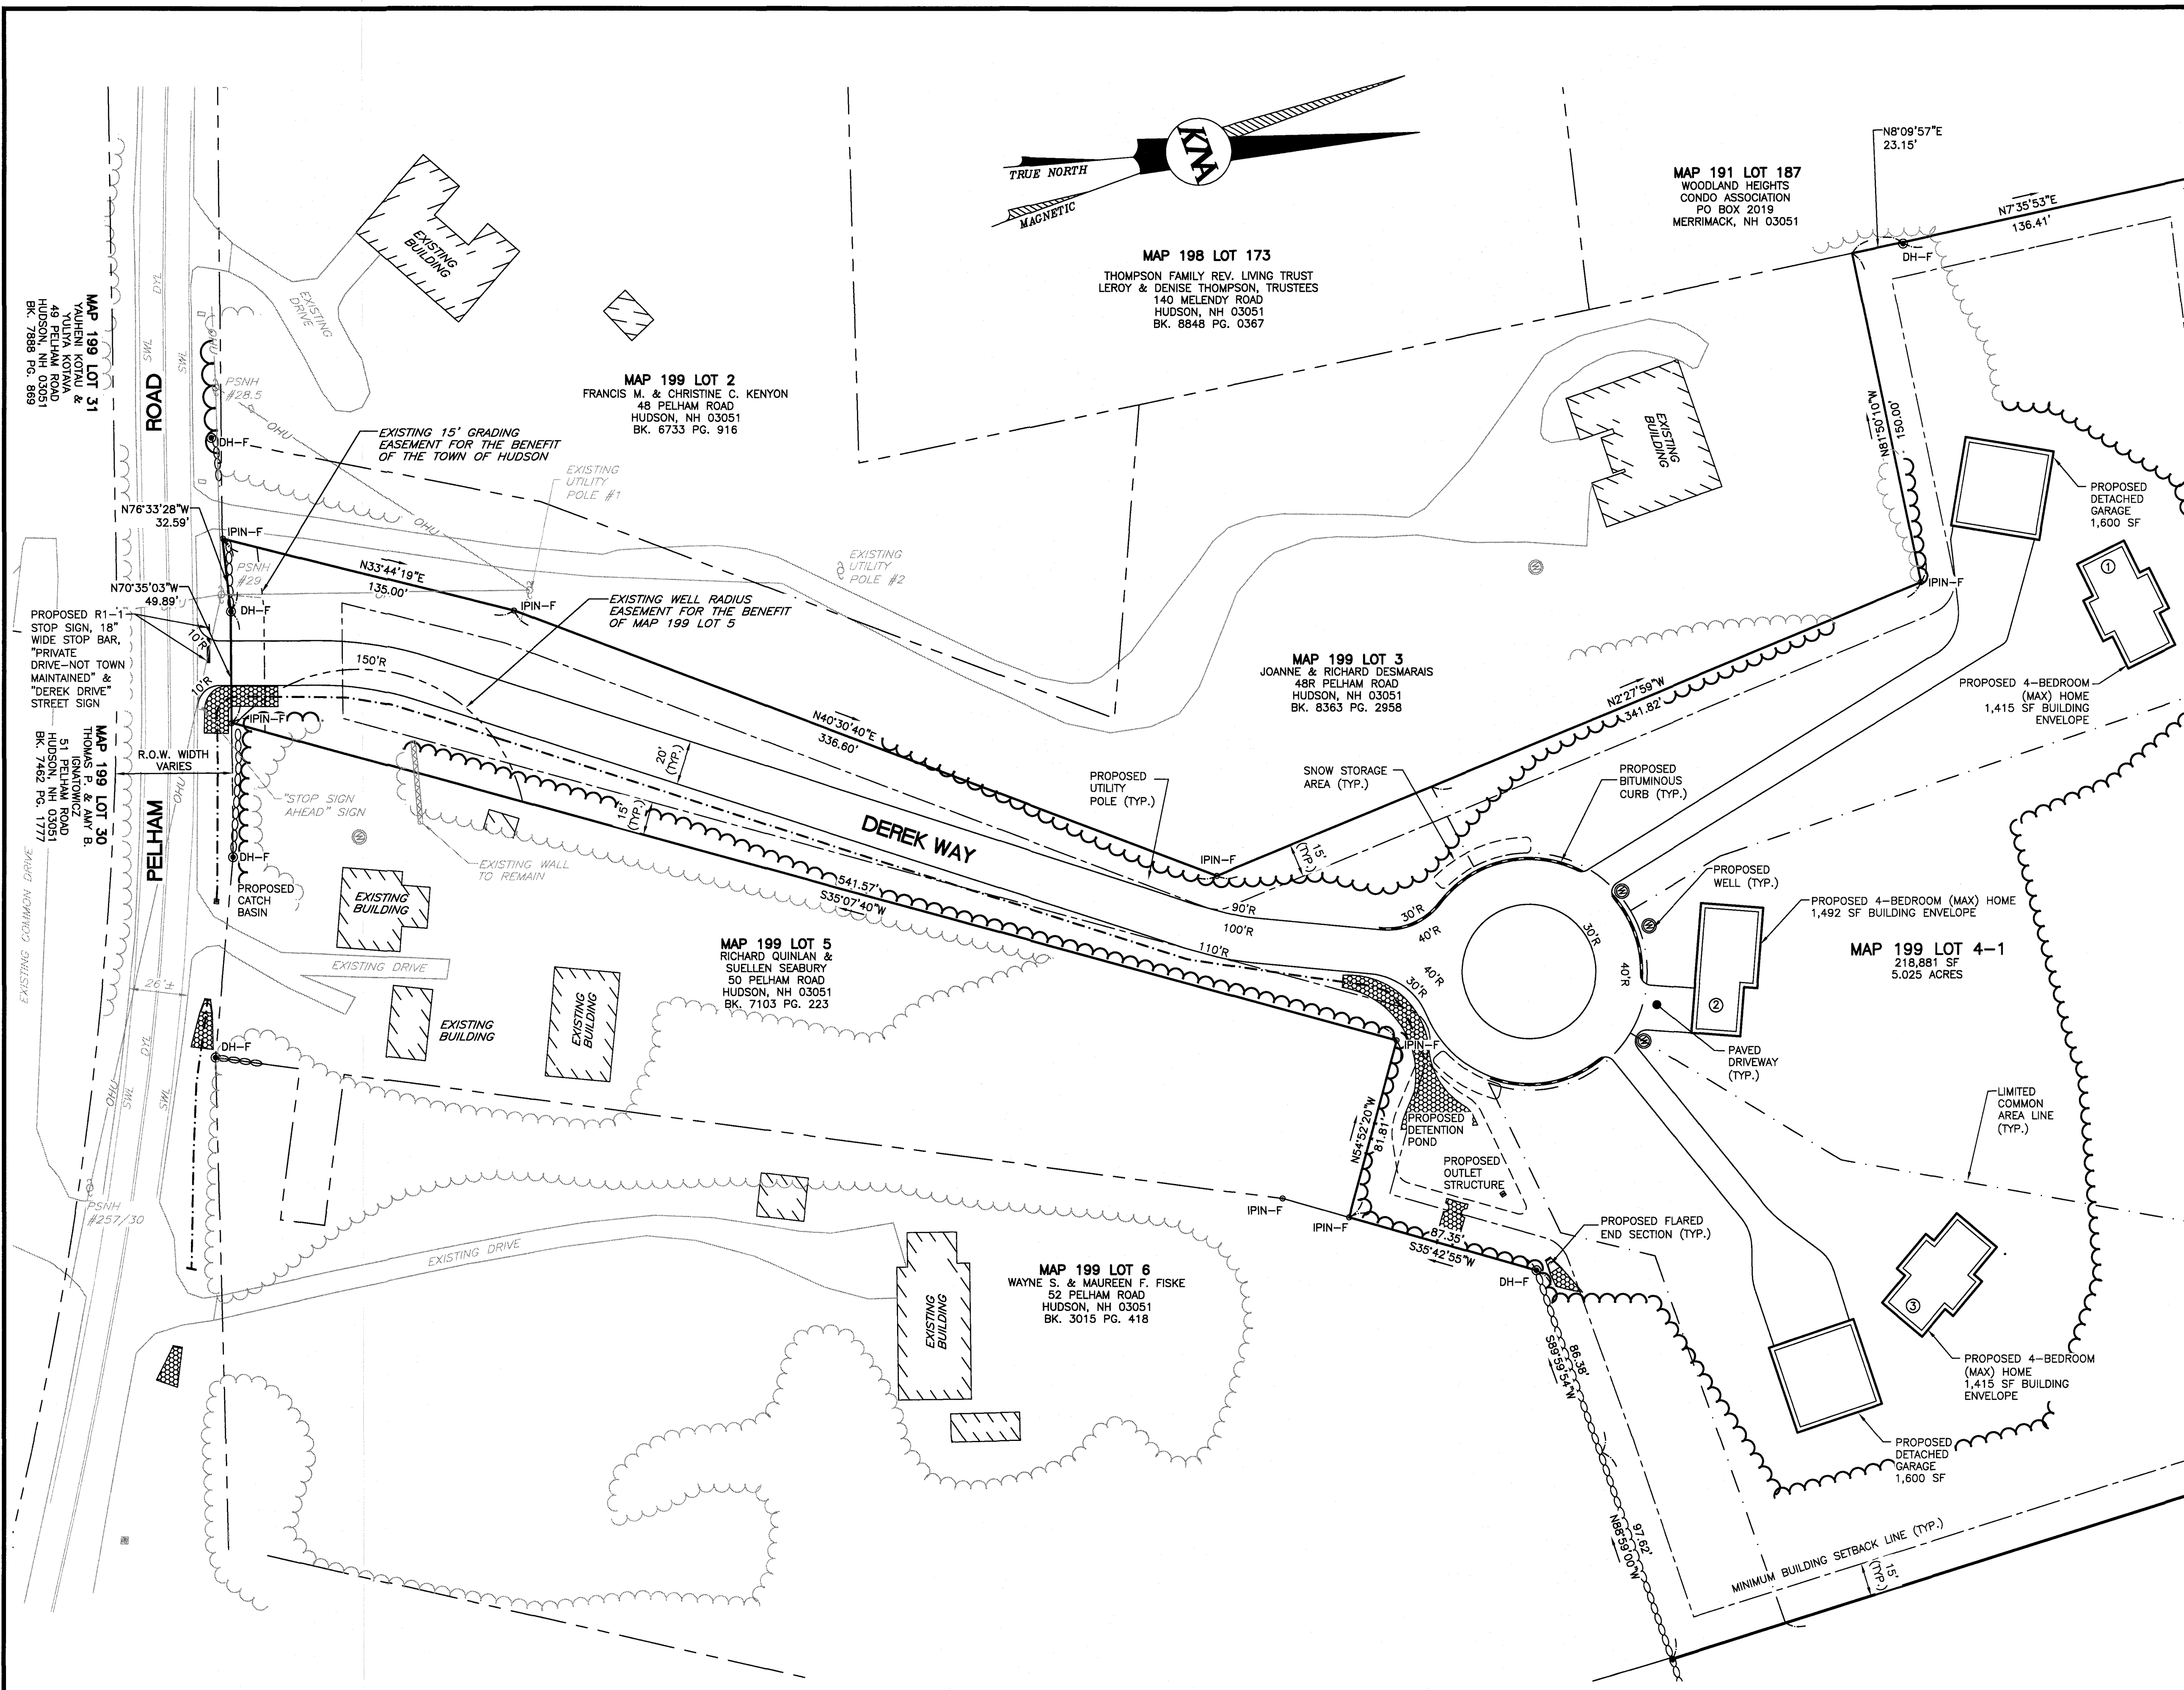 KNA
TRUE NORTH
MAGNETIC
MAP 191 LOT 187
WOODLAND HEIGHTS
CONDO ASSOCIATION
PO BOX 2019
MERRIMACK, NH 03051
N8°09'57"E
23.15'
N7°35'53"E
136.41'
DH-F
MAP 198 LOT 173
THOMPSON FAMILY REV. LIVING TRUST
LEROY & DENISE THOMPSON, TRUSTEES
140 MELENDY ROAD
HUDSON, NH 03051
BK. 8848 PG. 0367
EXISTING
BUILDING
EXISTING
DRIVE
MAP 199 LOT 31
YAUHENI KOTAU &
YULIYA KOTAVA
49 PELHAM ROAD
HUDSON, NH 03051
BK. 7888 PG. 869
ROAD
DYL
SWL
SWL
OHU
PSNH
#28.5
OHU
DH-F
MAP 199 LOT 2
FRANCIS M. & CHRISTINE C. KENYON
48 PELHAM ROAD
HUDSON, NH 03051
BK. 6733 PG. 916
EXISTING 15' GRADING
EASEMENT FOR THE BENEFIT
OF THE TOWN OF HUDSON
EXISTING
UTILITY
POLE #1
OHU
EXISTING
UTILITY
POLE #2
EXISTING
BUILDING
N81°50'10"W
150.00'
PROPOSED
DETACHED
GARAGE
1,600 SF
1
IPIN-F
PROPOSED 4-BEDROOM
(MAX) HOME
1,415 SF BUILDING
ENVELOPE
N76°33'28"W
32.59'
IPIN-F
PSNH
#29
N33°44'19"E
135.00'
IPIN-F
N70°35'03"W
49.89'
DH-F
EXISTING WELL RADIUS
EASEMENT FOR THE BENEFIT
OF MAP 199 LOT 5
PROPOSED R1-1
STOP SIGN, 18"
WIDE STOP BAR,
"PRIVATE
DRIVE-NOT TOWN
MAINTAINED" &
"DEREK DRIVE"
STREET SIGN
10'R
10'R
150'R
IPIN-F
MAP 199 LOT 3
JOANNE & RICHARD DESMARAIS
48R PELHAM ROAD
HUDSON, NH 03051
BK. 8363 PG. 2958
N2°27'59"W
341.82'
N40°30'40"E
336.60'
20'
(TYP.)
15'
(TYP.)
PROPOSED
UTILITY
POLE (TYP.)
SNOW STORAGE
AREA (TYP.)
PROPOSED
BITUMINOUS
CURB (TYP.)
MAP 199 LOT 30
THOMAS P. & AMY B.
IGNATOWICZ
51 PELHAM ROAD
HUDSON, NH 03051
BK. 7462 PG. 1777
R.O.W. WIDTH
VARIES
PELHAM
OHU
"STOP SIGN
AHEAD" SIGN
EXISTING WALL
TO REMAIN
DEREK WAY
IPIN-F
15'
(TYP.)
541.57'
S35°07'40"W
90'R
100'R
110'R
30'R
40'R
40'R
30'R
30'R
40'R
PROPOSED
WELL (TYP.)
W
W
W
W
W
PROPOSED 4-BEDROOM (MAX) HOME
1,492 SF BUILDING ENVELOPE
MAP 199 LOT 4-1
218,881 SF
5.025 ACRES
2
PAVED
DRIVEWAY
(TYP.)
LIMITED
COMMON
AREA LINE
(TYP.)
DH-F
PROPOSED
CATCH
BASIN
EXISTING
BUILDING
EXISTING DRIVE
EXISTING COMMON DRIVE
26'±
EXISTING
BUILDING
EXISTING
BUILDING
MAP 199 LOT 5
RICHARD QUINLAN &
SUELLEN SEABURY
50 PELHAM ROAD
HUDSON, NH 03051
BK. 7103 PG. 223
DH-F
DYL
SWL
SWL
OHU
PSNH
#257/30
IPIN-F
N54°52'20"W
81.81'
PROPOSED
DETENTION
POND
PROPOSED
OUTLET
STRUCTURE
IPIN-F
IPIN-F
87.35'
S35°42'55"W
PROPOSED FLARED
END SECTION (TYP.)
DH-F
EXISTING DRIVE
EXISTING
BUILDING
MAP 199 LOT 6
WAYNE S. & MAUREEN F. FISKE
52 PELHAM ROAD
HUDSON, NH 03051
BK. 3015 PG. 418
86.38'
S89°59'54"W
3
PROPOSED 4-BEDROOM
(MAX) HOME
1,415 SF BUILDING
ENVELOPE
PROPOSED
DETACHED
GARAGE
1,600 SF
97.62'
N88°59'00"W
MINIMUM BUILDING SETBACK LINE (TYP.)
15'
(TYP.)